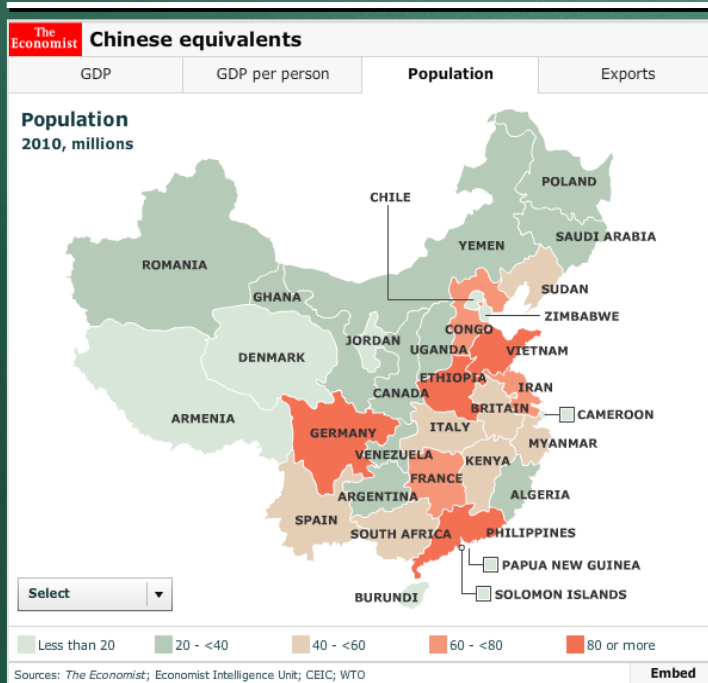 The
Economist
Chinese equivalents
GDP
GDP per person
Population
Exports
Population
2010, millions
POLAND
CHILE
SAUDI ARABIA
YEMEN
ROMANIA
SUDAN
GHANA
ZIMBABWE
CONGO
JORDAN
UGANDA
VIETNAM
DENMARK
ETHIOPIA
IRAN
CANADA
BRITAIN
CAMEROON
ARMENIA
ITALY
GERMANY
MYANMAR
VENEZUELA
KENYA
FRANCE
ARGENTINA
ALGERIA
SPAIN
SOUTH AFRICA
PHILIPPINES
PAPUA NEW GUINEA
Select
BURUNDI
SOLOMON ISLANDS
Less than 20
20 - <40
40 - <60
60 - <80
80 or more
Sources: The Economist; Economist Intelligence Unit; CEIC; WTO
Embed